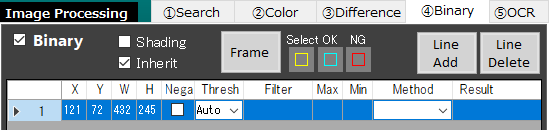 Image Processing ①Search ②Color ③Difference ④Binary ⑤OCR
Binary Shading Inherit Frame Select OK NG Line Add Line Delete
X Y W H Nega Thresh Filter Max Min Method Result
1 121 72 432 245 Auto